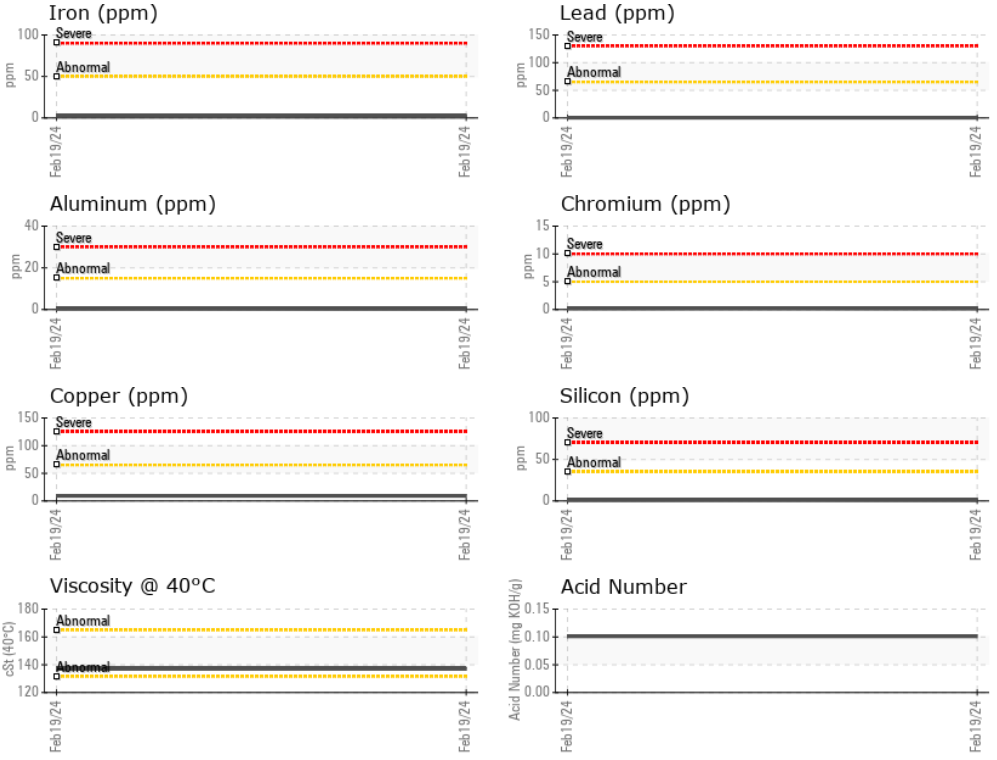 Iron (ppm)
100
Severe
Abnormal
50
0
ppm
Feb19/24
Feb19/24
Lead (ppm)
150
Severe
100
Abnormal
50
0
ppm
Feb19/24
Feb19/24
Aluminum (ppm)
40
Severe
20
Abnormal
0
ppm
Feb19/24
Feb19/24
Chromium (ppm)
15
Severe
10
Abnormal
5
0
ppm
Feb19/24
Feb19/24
Copper (ppm)
150
Severe
100
Abnormal
50
0
ppm
Feb19/24
Feb19/24
Silicon (ppm)
100
Severe
50
Abnormal
0
ppm
Feb19/24
Feb19/24
Viscosity @ 40°C
180
Abnormal
160
140
Abnormal
120
cSt (40°C)
Feb19/24
Feb19/24
Acid Number
0.15
0.10
0.05
0.00
Acid Number (mg KOH/g)
Feb19/24
Feb19/24